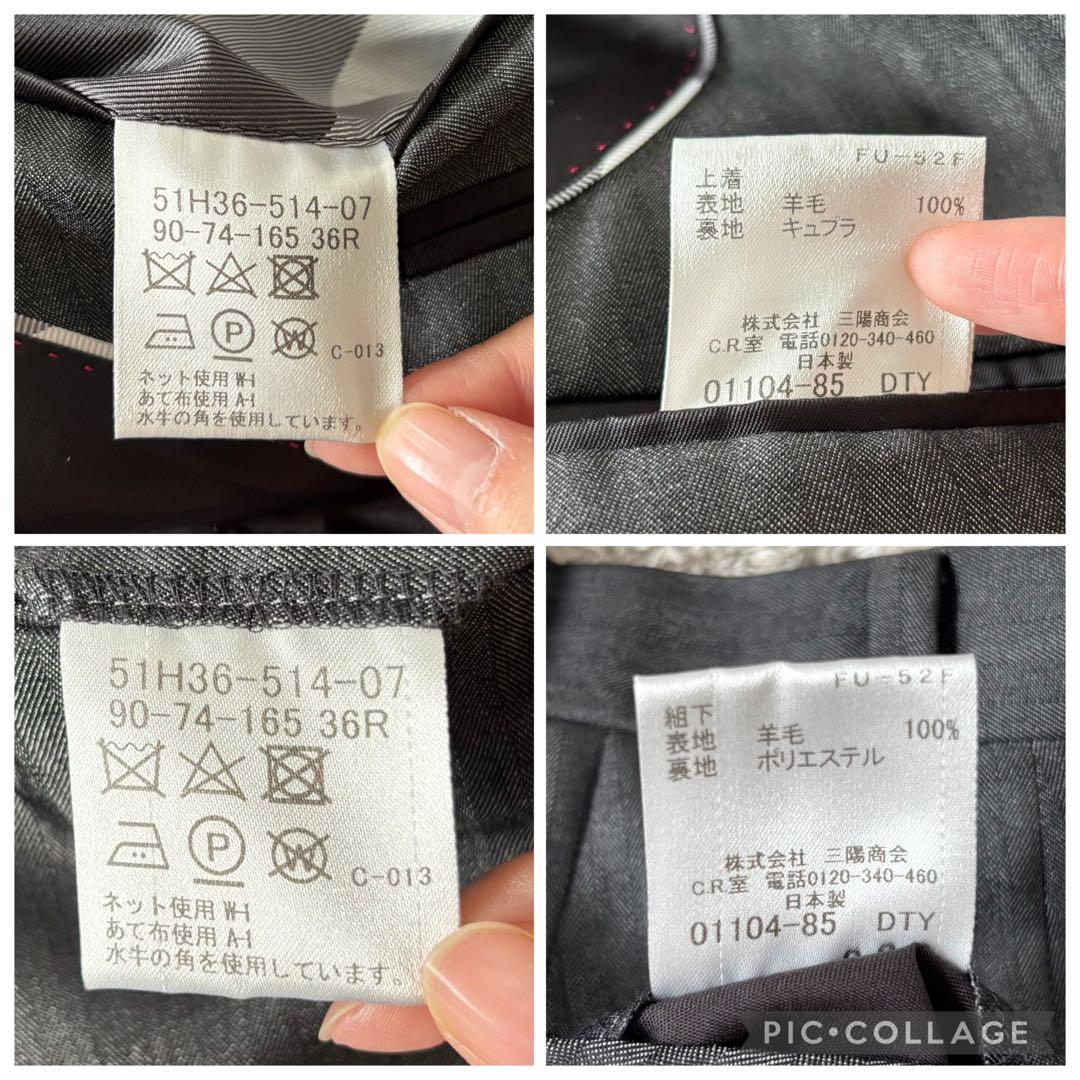 51H36-514-07
90-74-165 36R
P W C-013
ネット使用 W-I
あて布使用 A-I
水牛の角を使用しています。
FU-52F
上着
表地 羊毛 100%
裏地 キュプラ
株式会社 三陽商会
C.R.室 電話0120-340-460
日本製
01104-85 DTY
51H36-514-07
90-74-165 36R
P W C-013
ネット使用 W-I
あて布使用 A-I
水牛の角を使用しています。
FU-52F
組下
表地 羊毛 100%
裏地 ポリエステル
株式会社 三陽商会
C.R.室 電話0120-340-460
日本製
01104-85 DTY
PIC•COLLAGE